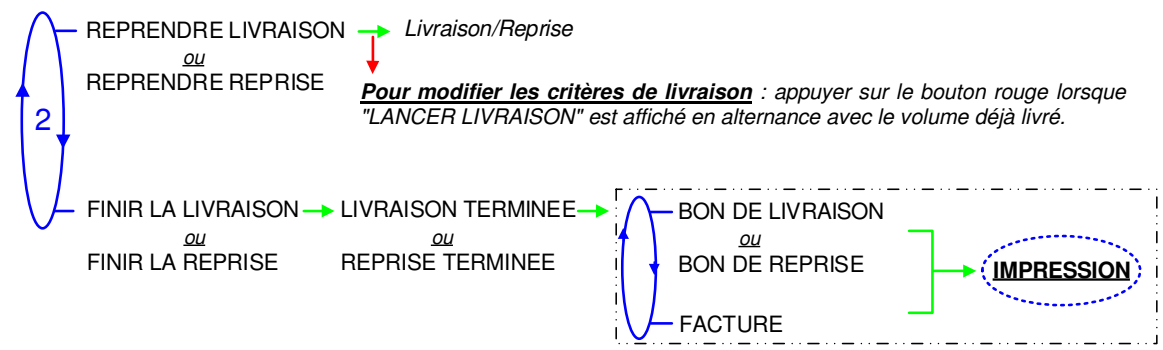 REPRENDRE LIVRAISON
ou
REPRENDRE REPRISE
Livraison/Reprise
Pour modifier les critères de livraison : appuyer sur le bouton rouge lorsque
"LANCER LIVRAISON" est affiché en alternance avec le volume déjà livré.
2
FINIR LA LIVRAISON
ou
FINIR LA REPRISE
LIVRAISON TERMINEE
ou
REPRISE TERMINEE
BON DE LIVRAISON
ou
BON DE REPRISE
FACTURE
IMPRESSION